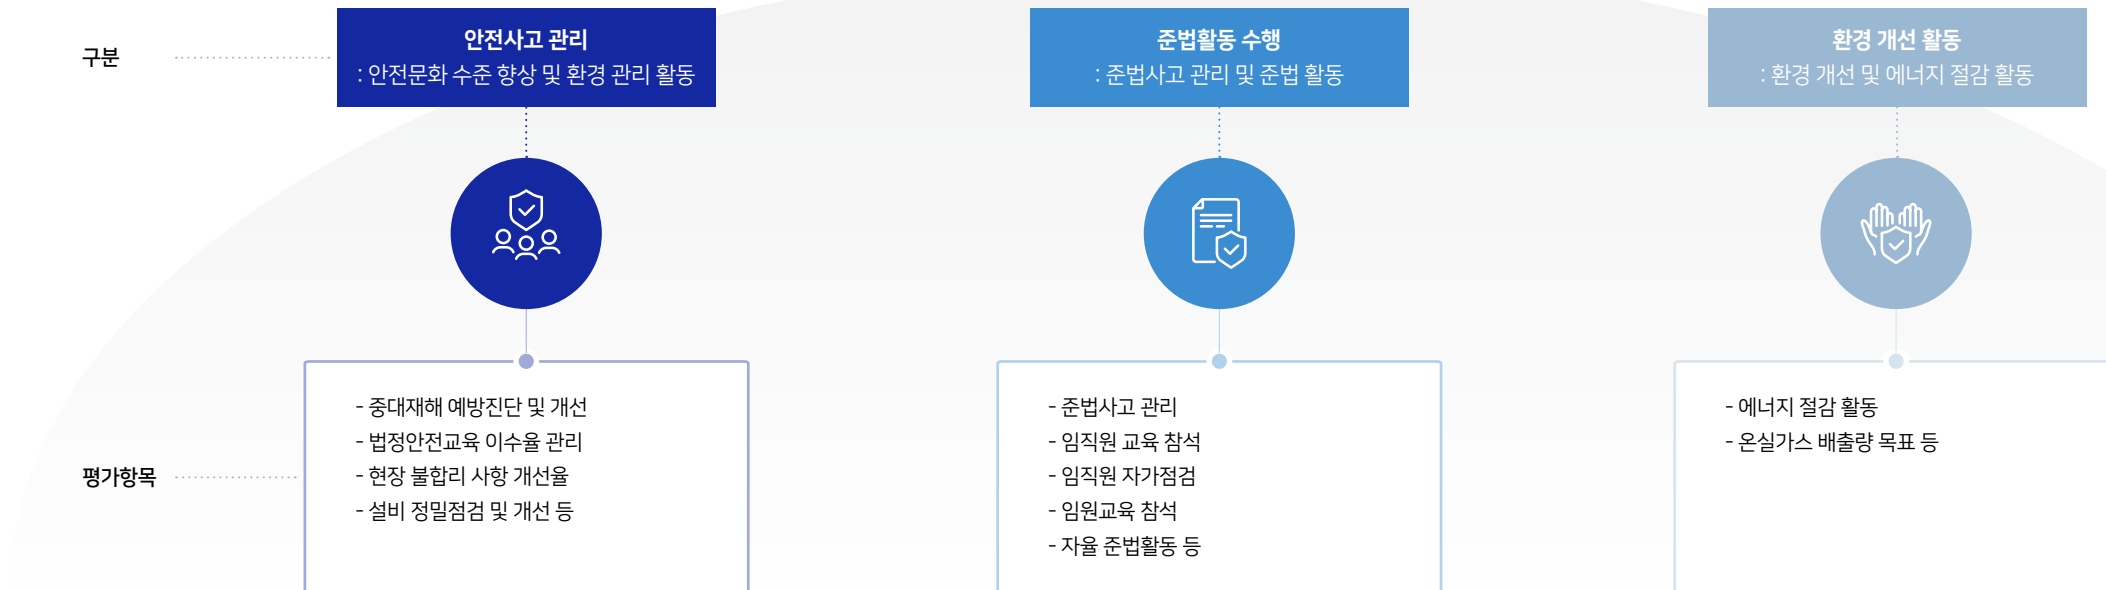 구분
안전사고 관리
: 안전문화 수준 향상 및 환경 관리 활동
준법활동 수행
: 준법사고 관리 및 준법 활동
환경 개선 활동
: 환경 개선 및 에너지 절감 활동
평가항목
- 중대재해 예방진단 및 개선
- 법정안전교육 이수율 관리
- 현장 불합리 사항 개선율
- 설비 정밀점검 및 개선 등
- 준법사고 관리
- 임직원 교육 참석
- 임직원 자가점검
- 임원교육 참석
- 자율 준법활동 등
- 에너지 절감 활동
- 온실가스 배출량 목표 등